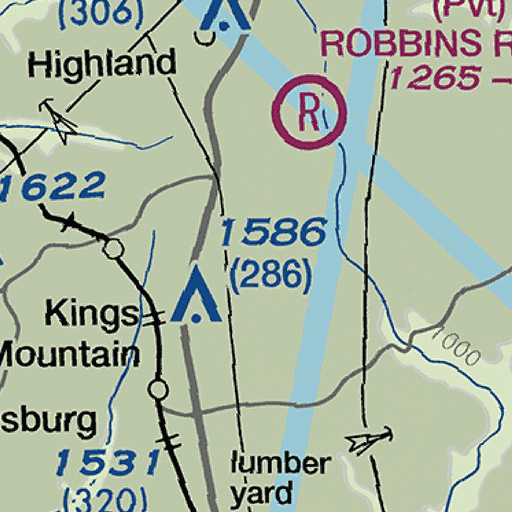 (306)
(Pvt)
ROBBINS R
1265 –
Highland
R
1622
1586
(286)
Kings
Mountain
1000
sburg
1531
(320)
lumber
yard